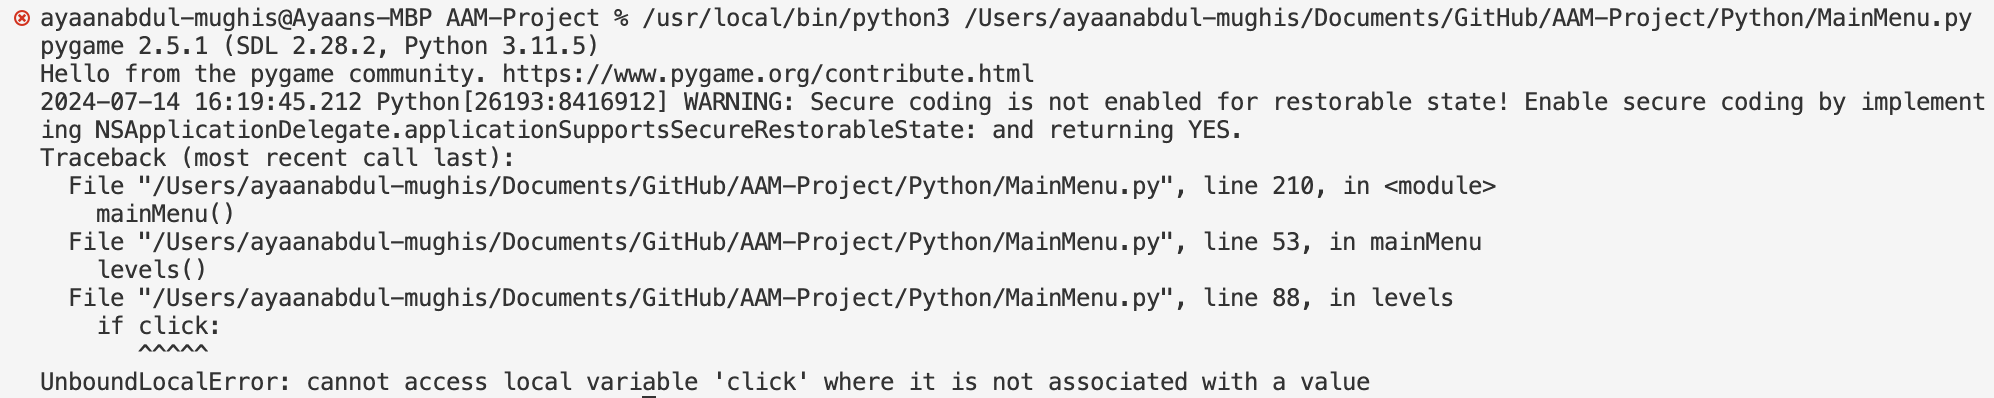 ayaanabdul-mughis@Ayaans-MBP AAM-Project % /usr/local/bin/python3 /Users/ayaanabdul-mughis/Documents/GitHub/AAM-Project/Python/MainMenu.py
pygame 2.5.1 (SDL 2.28.2, Python 3.11.5)
Hello from the pygame community. https://www.pygame.org/contribute.html
2024-07-14 16:19:45.212 Python[26193:8416912] WARNING: Secure coding is not enabled for restorable state! Enable secure coding by implement
ing NSApplicationDelegate.applicationSupportsSecureRestorableState: and returning YES.
Traceback (most recent call last):
  File "/Users/ayaanabdul-mughis/Documents/GitHub/AAM-Project/Python/MainMenu.py", line 210, in <module>
    mainMenu()
  File "/Users/ayaanabdul-mughis/Documents/GitHub/AAM-Project/Python/MainMenu.py", line 53, in mainMenu
    levels()
  File "/Users/ayaanabdul-mughis/Documents/GitHub/AAM-Project/Python/MainMenu.py", line 88, in levels
    if click:
       ^^^^^
UnboundLocalError: cannot access local variable 'click' where it is not associated with a value